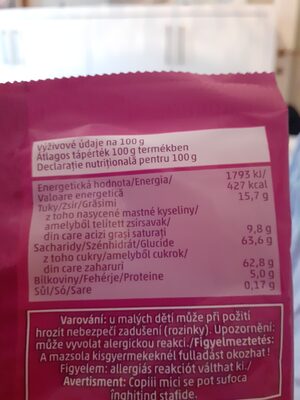 Výživové údaje na 100 g
Átlagos tápérték 100 g termékben
Declarație nutrițională pentru 100 g
Energetická hodnota/Energia/ 1793 kJ/
Valoare energetică 427 kcal
Tuky/Zsír/Grăsimi 15,7 g
z toho nasycené mastné kyseliny/
amelyből telített zsírsavak/
din care acizi grași saturați 9,8 g
Sacharidy/Szénhidrát/Glucide 63,6 g
z toho cukry/amelyből cukrok/
din care zaharuri 62,8 g
Bílkoviny/Fehérje/Proteine 5,0 g
Sůl/Só/Sare 0,17 g
Varování: u malých dětí může při požití
hrozit nebezpečí zadušení (rozinky). Upozornění:
může vyvolat alergickou reakci./Figyelmeztetés:
A mazsola kisgyermekeknél fulladást okozhat!
Figyelem: allergiás reakciót válthat ki./
Avertisment: Copiii mici se pot sufoca
înghițind stafide.